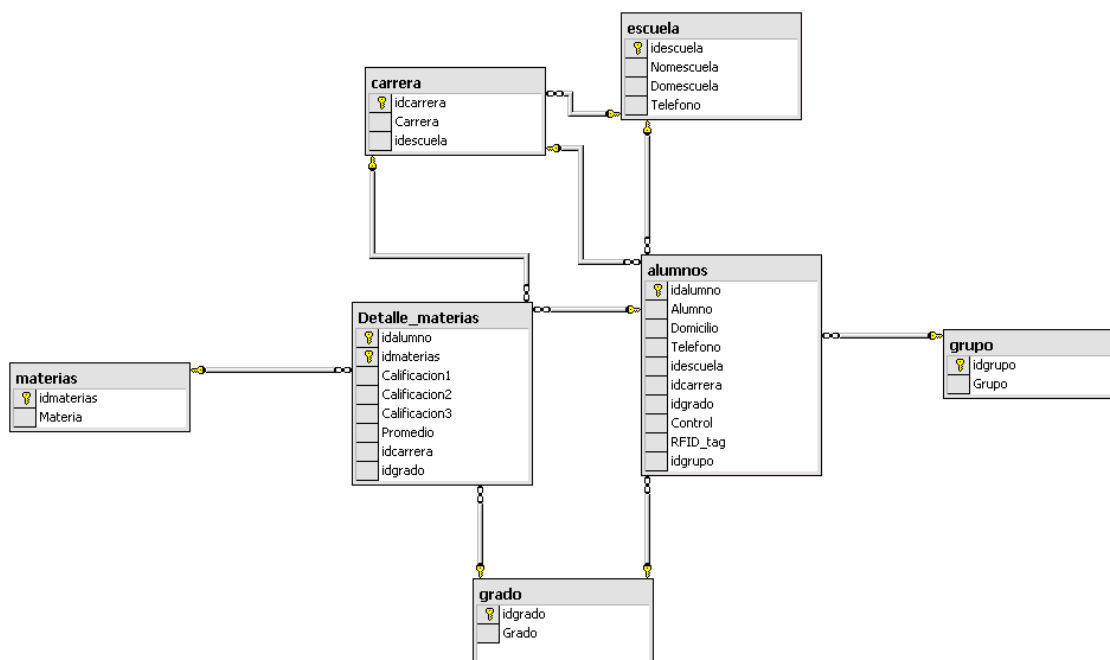 escuela
idescuela
Nomescuela
Domescuela
Telefono
carrera
idcarrera
Carrera
idescuela
alumnos
idalumno
Alumno
Domicilio
Telefono
idescuela
idcarrera
idgrado
Control
RFID_tag
idgrupo
Detalle_materias
idalumno
idmaterias
Calificacion1
Calificacion2
Calificacion3
Promedio
idcarrera
idgrado
grupo
idgrupo
Grupo
materias
idmaterias
Materia
grado
idgrado
Grado